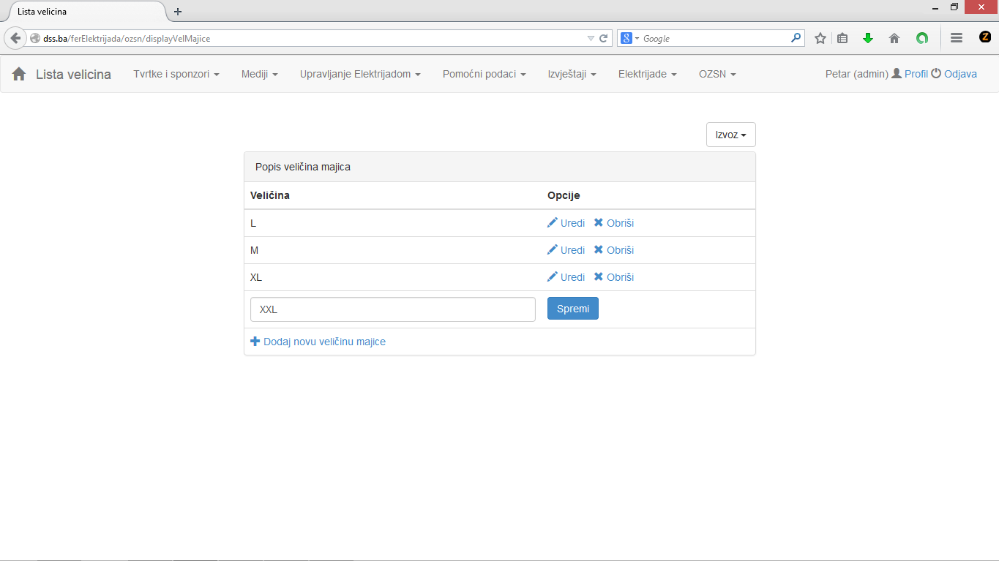 Lista velicina
dss.ba/ferElektrijada/ozsn/displayVelMajice
Google
Lista velicina Tvrtke i sponzori Mediji Upravljanje Elektrijadom Pomoćni podaci Izvještaji Elektrijade OZSN Petar (admin) Profil Odjava
Izvoz
Popis veličina majica
Veličina Opcije
L Uredi Obriši
M Uredi Obriši
XL Uredi Obriši
XXL Spremi
Dodaj novu veličinu majice